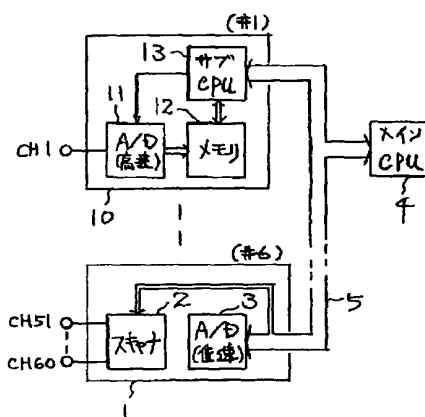 (#1)
13
サブ
CPU
11
12
CH1
A/D
(高速)
メモリ
メイン
CPU
10
4
(#6)
2
3
5
CH51
スキャナ
A/D
(低速)
CH60
1